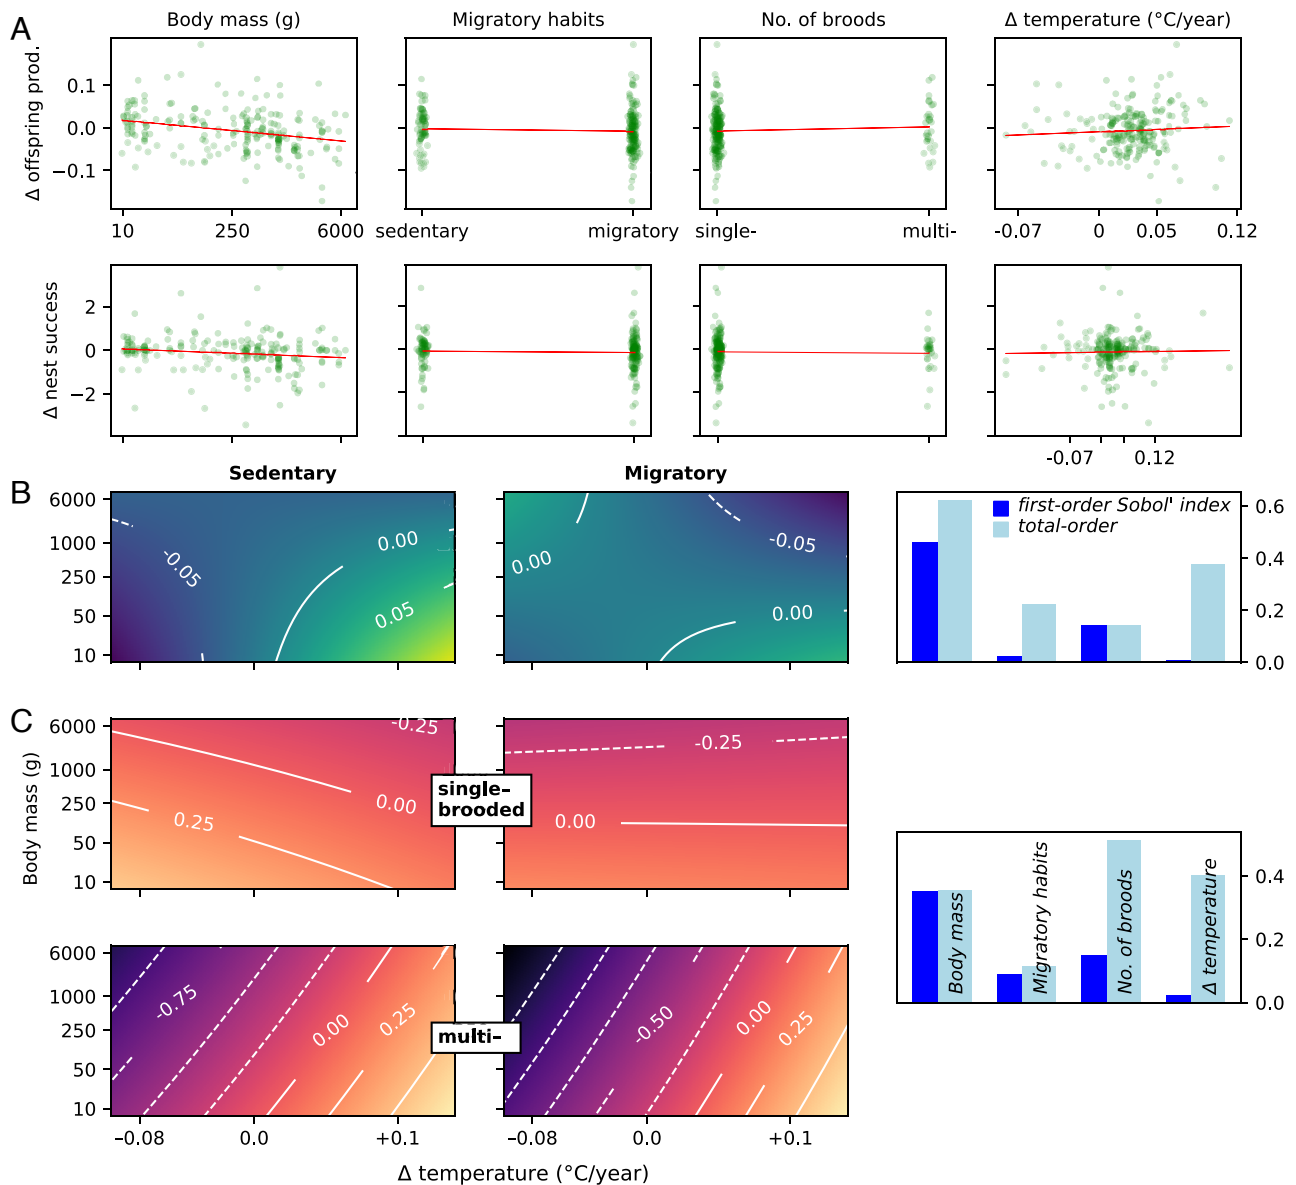 A
Body mass (g)
Migratory habits
No. of broods
Δ temperature (°C/year)
Δ offspring prod.
0.1
0.0
−0.1
10
250
6000
sedentary
migratory
single-
multi-
-0.07
0
0.05
0.12
Δ nest success
2
0
−2
-0.07
0.12
B
Sedentary
Migratory
6000
1000
250
50
10
-0.05
0.00
0.05
0.00
-0.05
0.00
first-order Sobol' index
total-order
0.6
0.4
0.2
0.0
C
Body mass (g)
6000
1000
250
50
10
-0.25
0.00
0.25
single–
brooded
-0.25
0.00
6000
1000
250
50
10
-0.75
0.00
0.25
multi–
-0.50
0.00
0.25
−0.08
0.0
+0.1
−0.08
0.0
+0.1
Δ temperature (°C/year)
Body mass
Migratory habits
No. of broods
Δ temperature
0.4
0.2
0.0